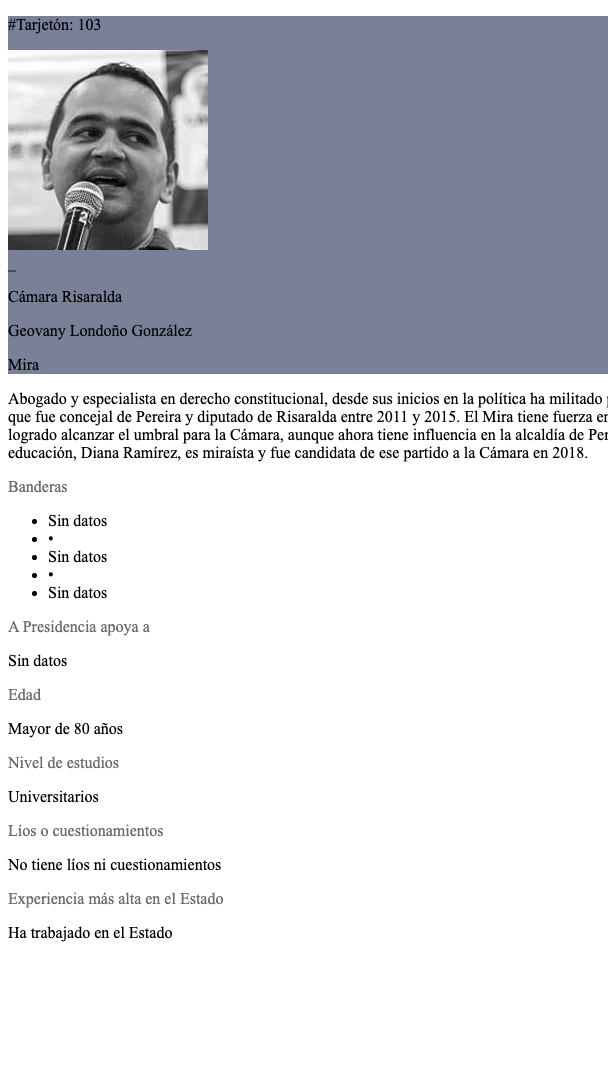 #Tarjetón: 103
_
Cámara Risaralda
Geovany Londoño González
Mira
Abogado y especialista en derecho constitucional, desde sus inicios en la política ha militado
que fue concejal de Pereira y diputado de Risaralda entre 2011 y 2015. El Mira tiene fuerza
logrado alcanzar el umbral para la Cámara, aunque ahora tiene influencia en la alcaldía de
educación, Diana Ramírez, es miraísta y fue candidata de ese partido a la Cámara en 2018.
Banderas
• Sin datos
• •
• Sin datos
• •
• Sin datos
A Presidencia apoya a
Sin datos
Edad
Mayor de 80 años
Nivel de estudios
Universitarios
Líos o cuestionamientos
No tiene líos ni cuestionamientos
Experiencia más alta en el Estado
Ha trabajado en el Estado